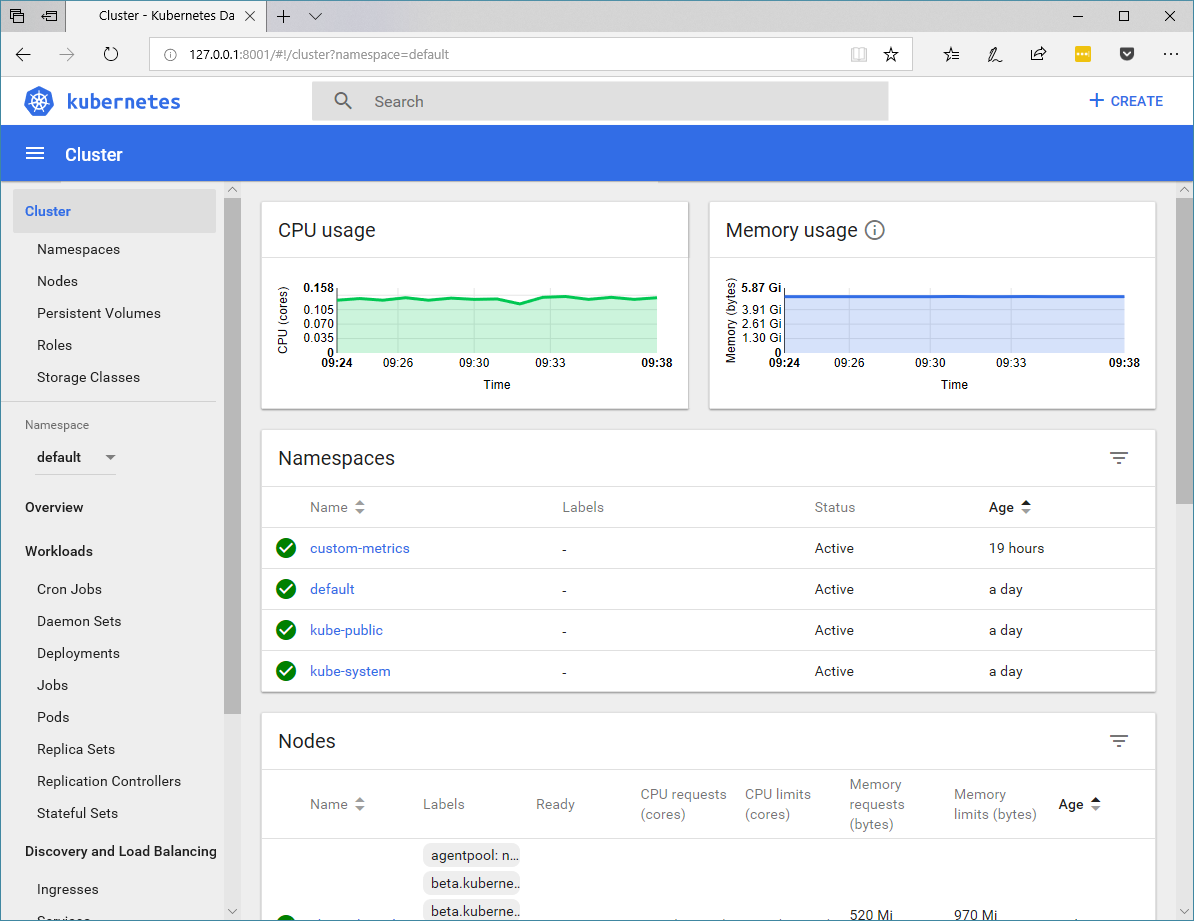 Cluster - Kubernetes Da
127.0.0.1:8001/#!/cluster?namespace=default
kubernetes
Search
CREATE
Cluster
Cluster
Namespaces
Nodes
Persistent Volumes
Roles
Storage Classes
Namespace
default
Overview
Workloads
Cron Jobs
Daemon Sets
Deployments
Jobs
Pods
Replica Sets
Replication Controllers
Stateful Sets
Discovery and Load Balancing
Ingresses
CPU usage
CPU (cores)
0.158
0.105
0.070
0.035
0
09:24 09:26 09:30 09:33 09:38
Time
Memory usage
Memory (bytes)
5.87 Gi
3.91 Gi
2.61 Gi
1.30 Gi
0
09:24 09:26 09:30 09:33 09:38
Time
Namespaces
Name Labels Status Age
custom-metrics - Active 19 hours
default - Active a day
kube-public - Active a day
kube-system - Active a day
Nodes
Name Labels Ready CPU requests (cores) CPU limits (cores) Memory requests (bytes) Memory limits (bytes) Age
agentpool: n...
beta.kuberne..
beta.kuberne..
520 Mi 970 Mi